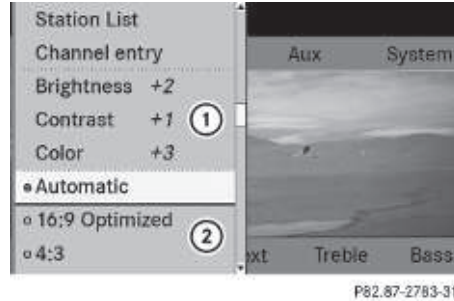 Station List
Channel entry
Aux System
Brightness +2
Contrast +1 1
Color +3
Automatic
16:9 Optimized
2
4:3
Treble Bass
P82.87-2783-31